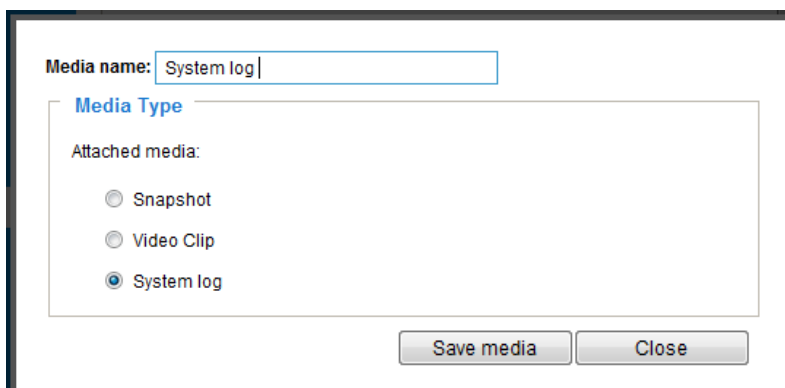 Media name: System log
Media Type
Attached media:
Snapshot
Video Clip
System log
Save media Close